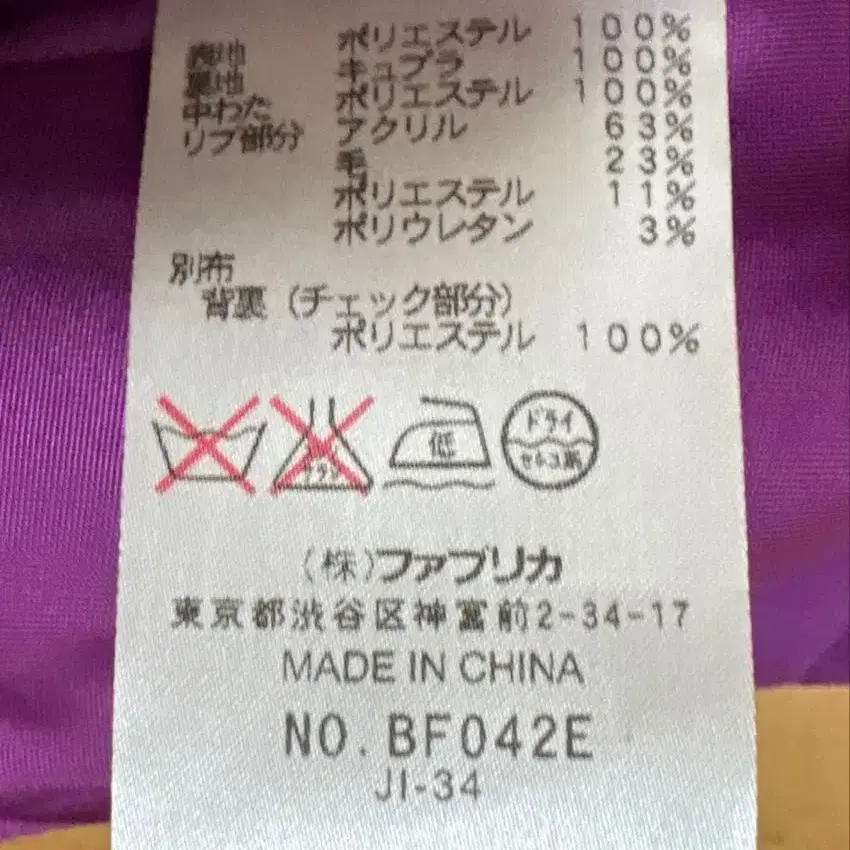 表地 ポリエステル 100%
裏地 キュプラ 100%
中わた ポリエステル 100%
リブ部分 アクリル 63%
毛 23%
ポリエステル 11%
ポリウレタン 3%
別布
背裏(チェック部分)
ポリエステル 100%
低
ドライ
セキユ系
(株)ファブリカ
東京都渋谷区神宮前2-34-17
MADE IN CHINA
NO.BF042E
JI-34